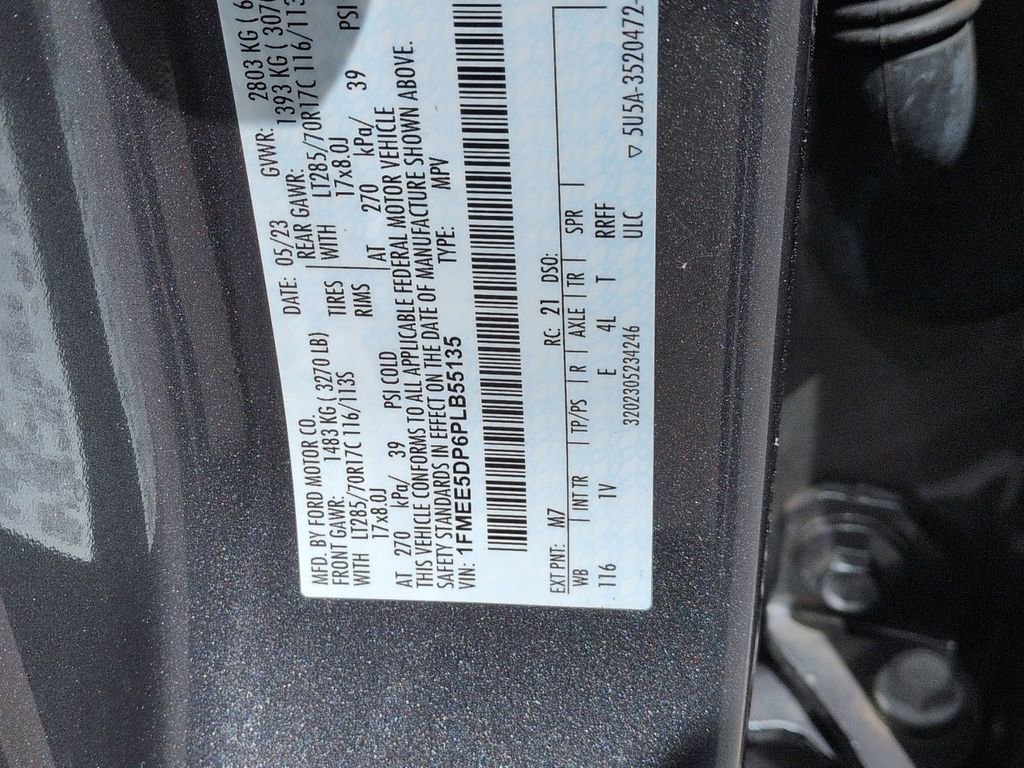 MFD. BY FORD MOTOR CO.
DATE: 05/23 GVWR: 2803 KG
FRONT GAWR: 1483 KG ( 3270 LB) REAR GAWR: 1393 KG
WITH LT285/70R17C 116/113S TIRES WITH LT285/70R17C 116/113
17x8.0J RIMS 17x8.0J
AT 270 kPa/ 39 PSI COLD AT 270 kPa/ 39 PSI
THIS VEHICLE CONFORMS TO ALL APPLICABLE FEDERAL MOTOR VEHICLE
SAFETY STANDARDS IN EFFECT ON THE DATE OF MANUFACTURE SHOWN ABOVE.
VIN: 1FMEE5DP6PLB55135 TYPE: MPV
EXT PNT: M7 RC: 21 DSO:
WB INT TR TP/PS R AXLE TR SPR
116 1V E 4L T RRFF
3202305234246 ULC
▽ 5U5A-3520472-